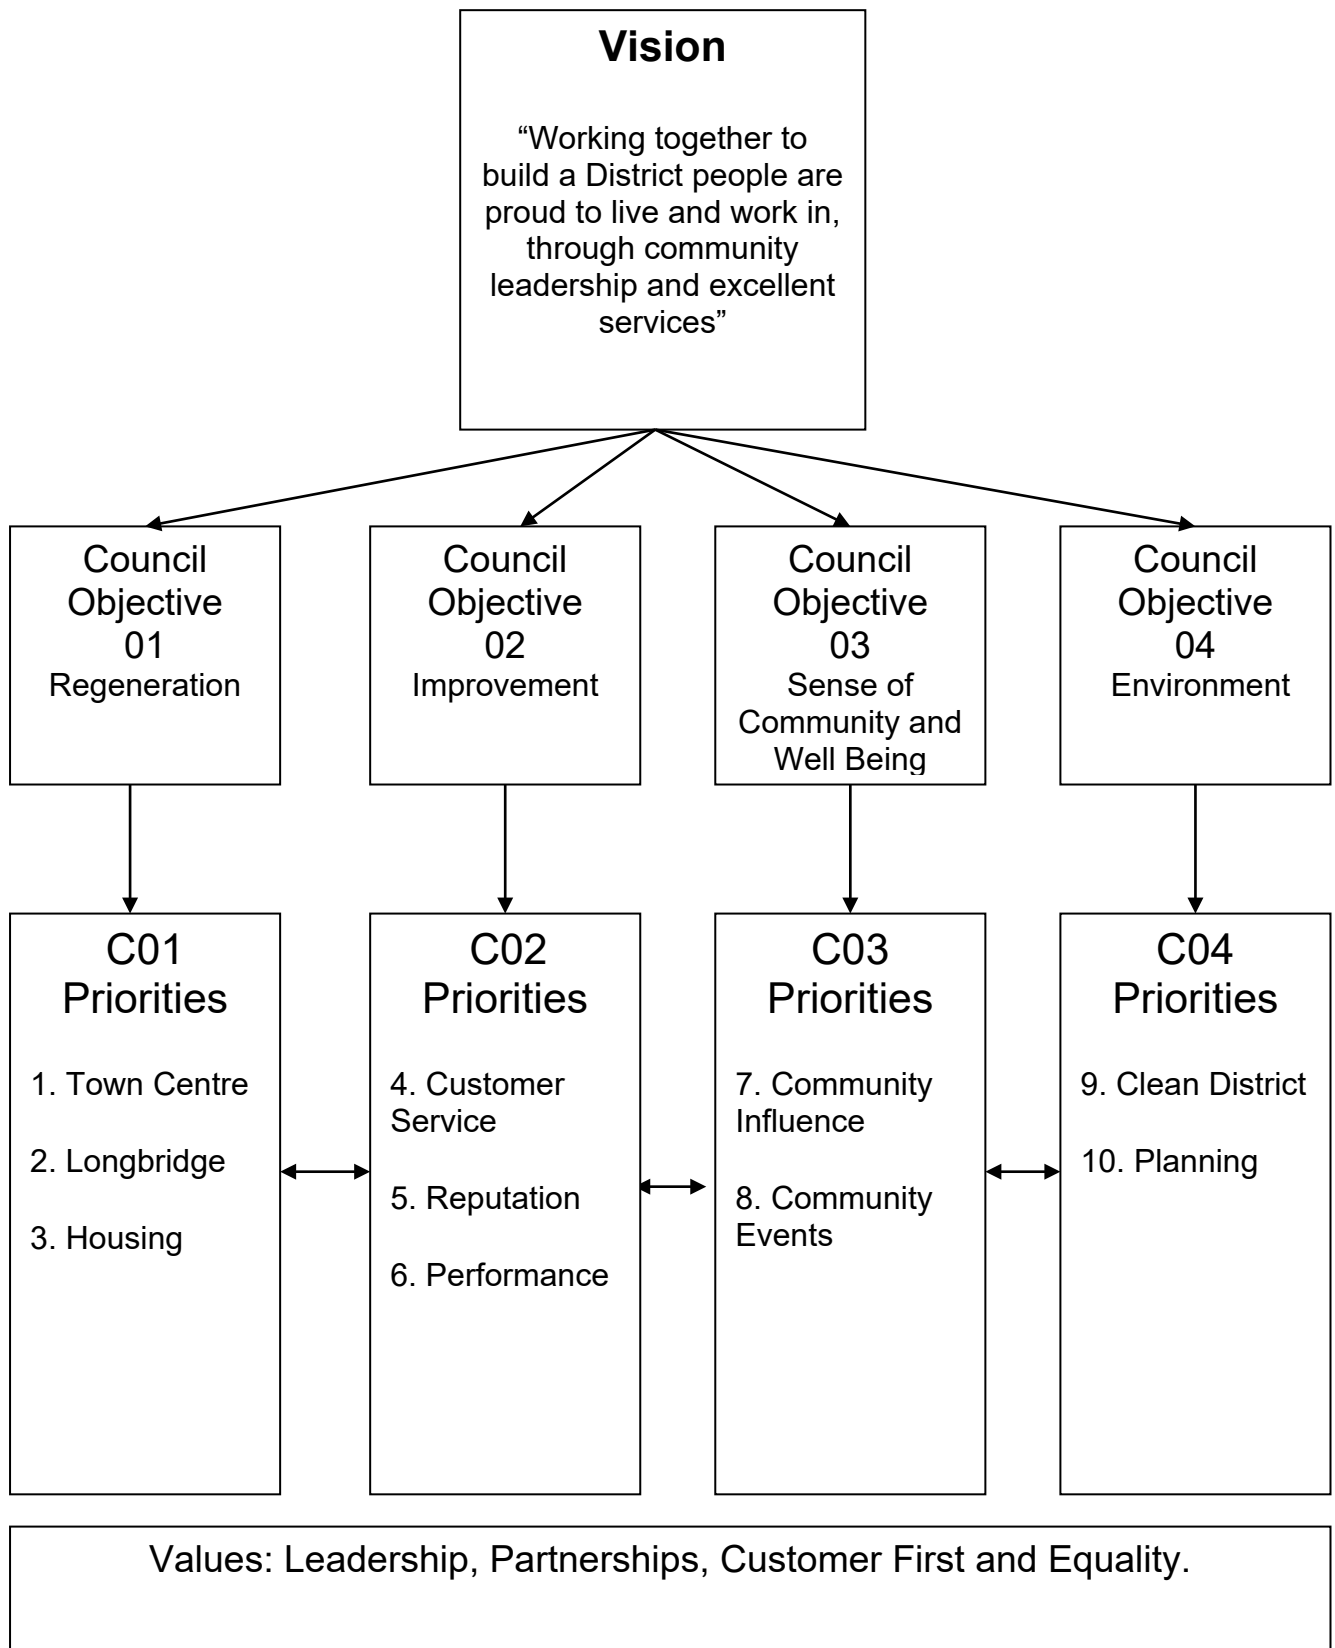 Vision
“Working together to
build a District people are
proud to live and work in,
through community
leadership and excellent
services”
Council
Objective
01
Regeneration
Council
Objective
02
Improvement
Council
Objective
03
Sense of
Community and
Well Being
Council
Objective
04
Environment
C01
Priorities
1. Town Centre
2. Longbridge
3. Housing
C02
Priorities
4. Customer
Service
5. Reputation
6. Performance
C03
Priorities
7. Community
Influence
8. Community
Events
C04
Priorities
9. Clean District
10. Planning
Values: Leadership, Partnerships, Customer First and Equality.